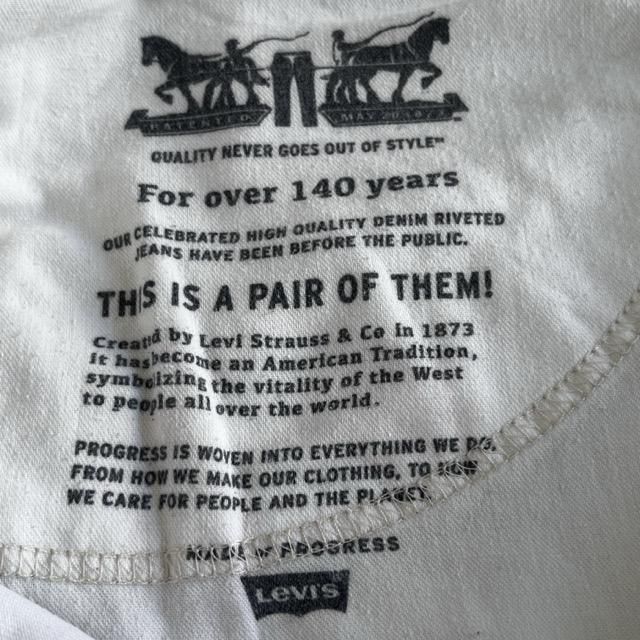 PATENTED MAY 20 1873
QUALITY NEVER GOES OUT OF STYLE™
For over 140 years
OUR CELEBRATED HIGH QUALITY DENIM RIVETED
JEANS HAVE BEEN BEFORE THE PUBLIC.
THIS IS A PAIR OF THEM!
Created by Levi Strauss & Co in 1873
it has become an American Tradition,
symbolizing the vitality of the West
to people all over the world.
PROGRESS IS WOVEN INTO EVERYTHING WE DO.
FROM HOW WE MAKE OUR CLOTHING, TO HOW
WE CARE FOR PEOPLE AND THE PLANET.
MADE IN PROGRESS
LEVI'S